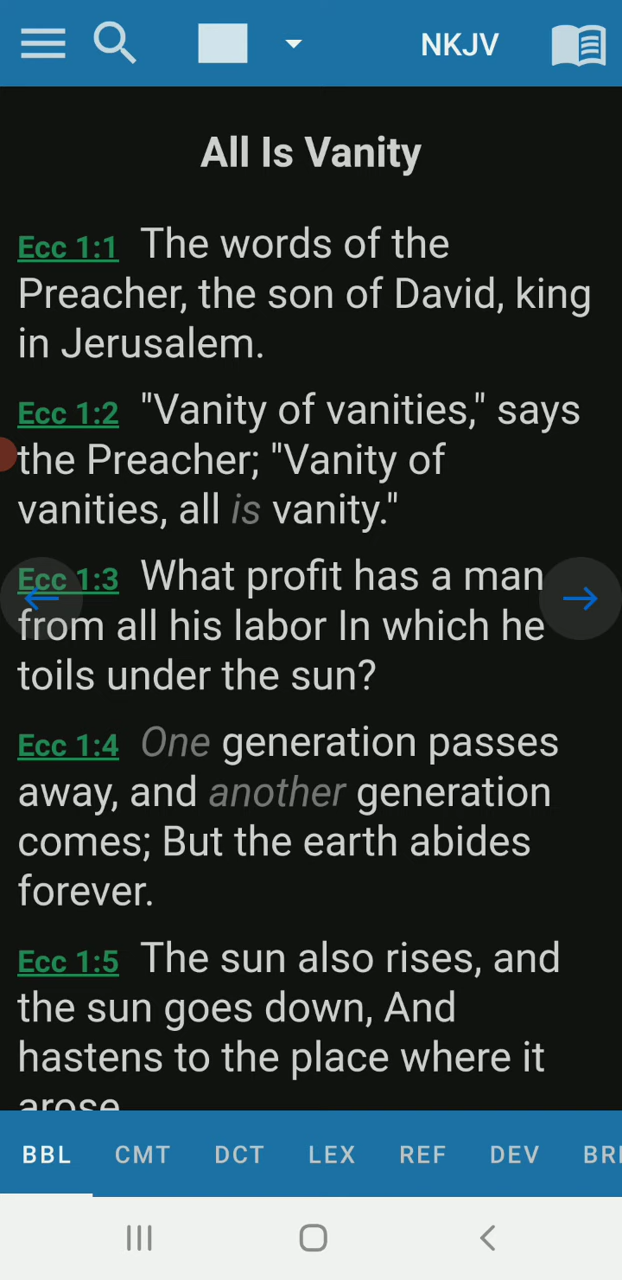 NKJV
All Is Vanity
Ecc 1:1 The words of the
Preacher, the son of David, king
in Jerusalem.
Ecc 1:2 "Vanity of vanities," says
the Preacher; "Vanity of
vanities, all is vanity."
Ecc 1:3 What profit has a man
from all his labor In which he
toils under the sun?
Ecc 1:4 One generation passes
away, and another generation
comes; But the earth abides
forever.
Ecc 1:5 The sun also rises, and
the sun goes down, And
hastens to the place where it
arose
BBL CMT DCT LEX REF DEV BRI